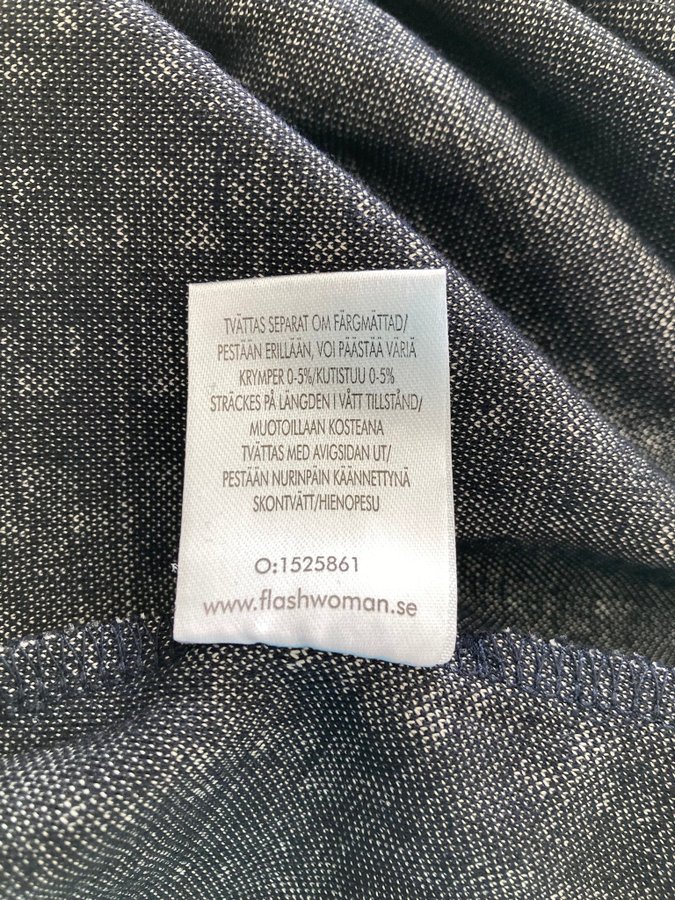 TVÄTTAS SEPARAT OM FÄRGMÄTTAD/
PESTÄÄN ERILLÄÄN, VOI PÄÄSTÄÄ VÄRIÄ
KRYMPER 0-5%/KUTISTUU 0-5%
STRÄCKES PÅ LÄNGDEN I VÅTT TILLSTÅND/
MUOTOILLAAN KOSTEANA
TVÄTTAS MED AVIGSIDAN UT/
PESTÄÄN NURINPÄIN KÄÄNNETTYNÄ
SKONTVÄTT/HIENOPESU
O:1525861
www.flashwoman.se